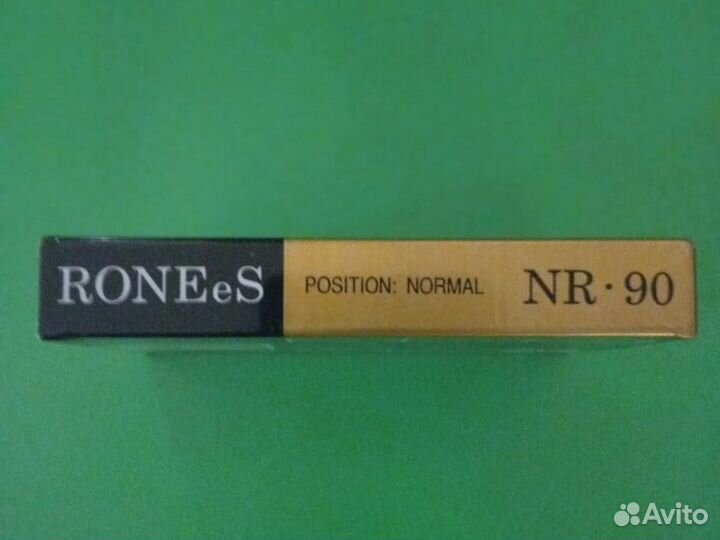 RONEeS POSITION: NORMAL NR·90
Avito